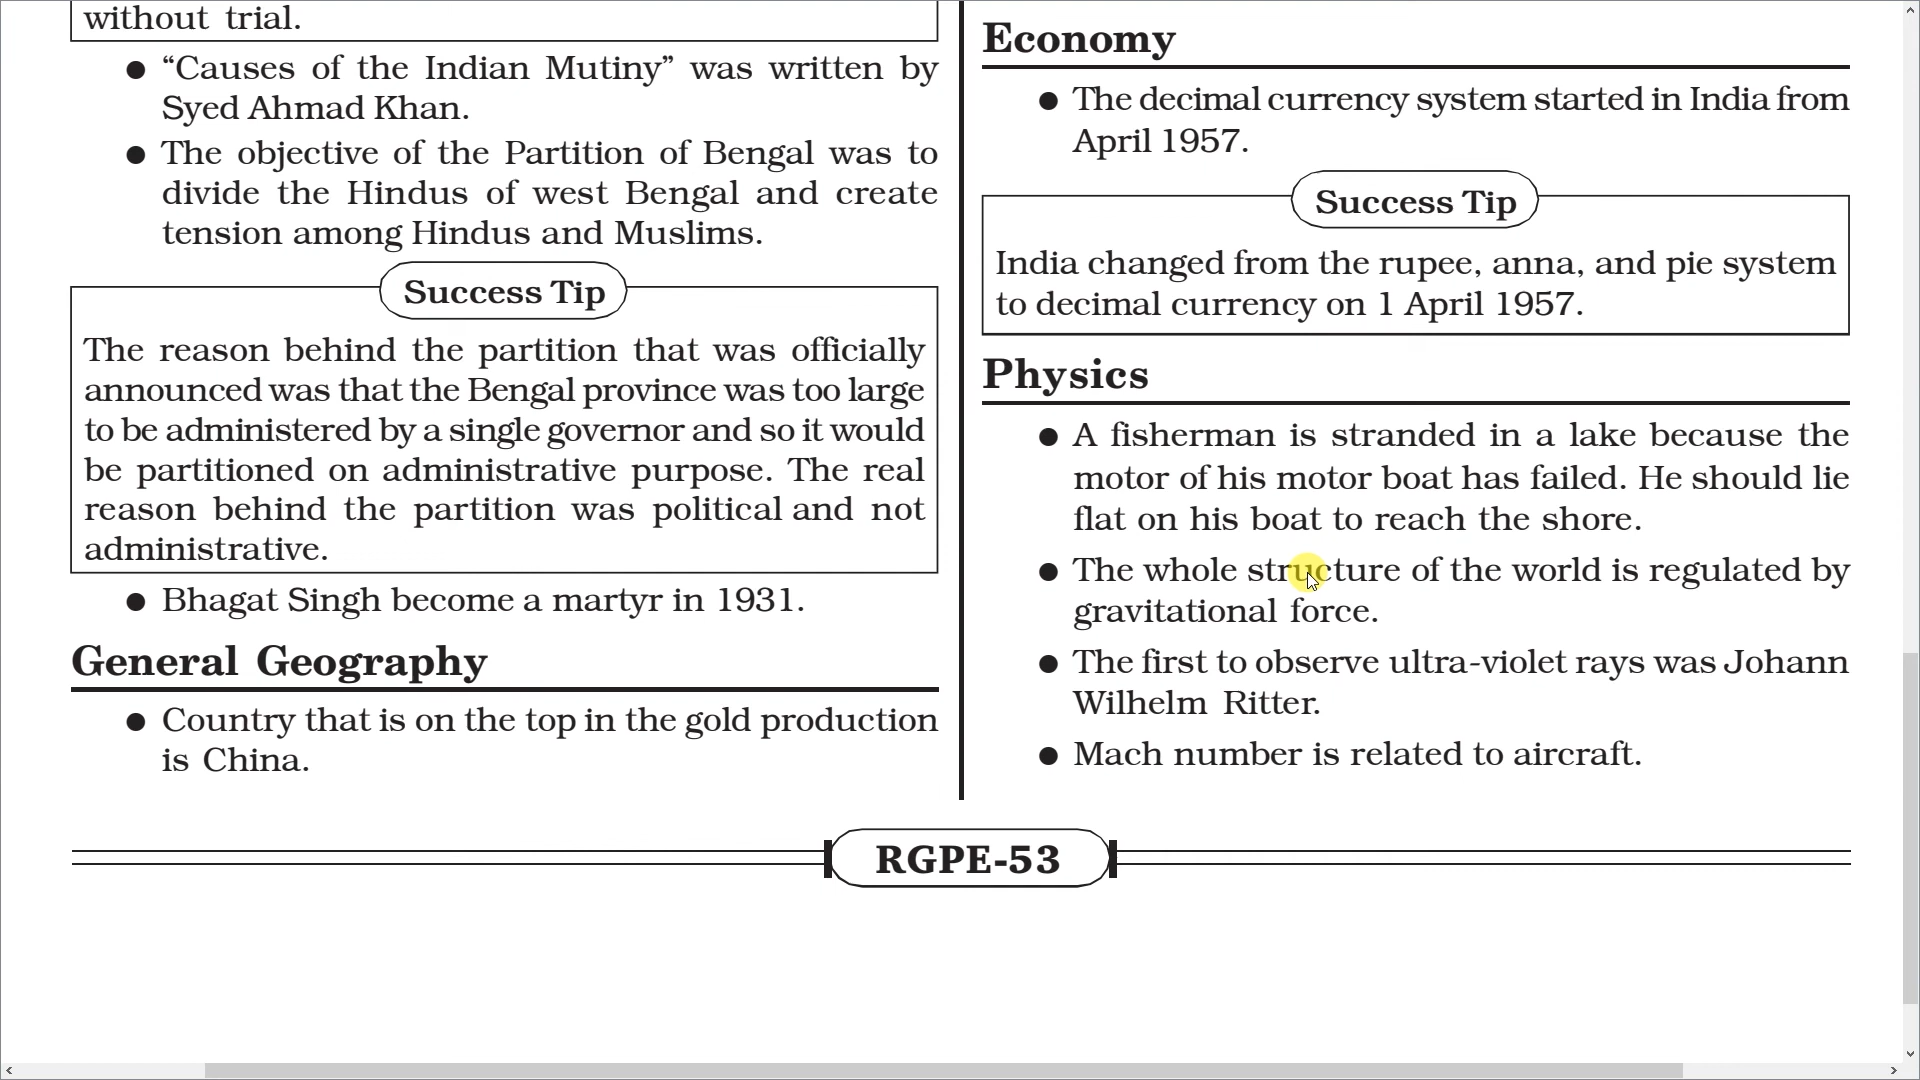 without trial.
● “Causes of the Indian Mutiny” was written by
Syed Ahmad Khan.
● The objective of the Partition of Bengal was to
divide the Hindus of west Bengal and create
tension among Hindus and Muslims.
Success Tip
The reason behind the partition that was officially
announced was that the Bengal province was too large
to be administered by a single governor and so it would
be partitioned on administrative purpose. The real
reason behind the partition was political and not
administrative.
● Bhagat Singh become a martyr in 1931.
General Geography
● Country that is on the top in the gold production
is China.
Economy
● The decimal currency system started in India from
April 1957.
Success Tip
India changed from the rupee, anna, and pie system
to decimal currency on 1 April 1957.
Physics
● A fisherman is stranded in a lake because the
motor of his motor boat has failed. He should lie
flat on his boat to reach the shore.
● The whole structure of the world is regulated by
gravitational force.
● The first to observe ultra-violet rays was Johann
Wilhelm Ritter.
● Mach number is related to aircraft.
RGPE-53